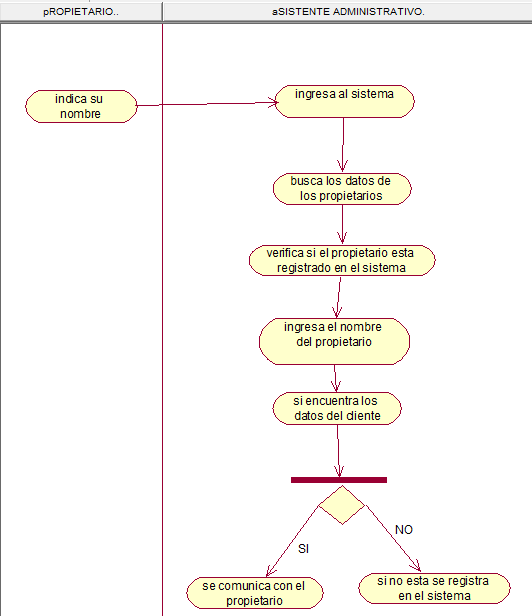 pROPIETARIO..
aSISTENTE ADMINISTRATIVO.
indica su
nombre
ingresa al sistema
busca los datos de
los propietarios
verifica si el propietario esta
registrado en el sistema
ingresa el nombre
del propietario
si encuentra los
datos del cliente
SI
NO
se comunica con el
propietario
si no esta se registra
en el sistema